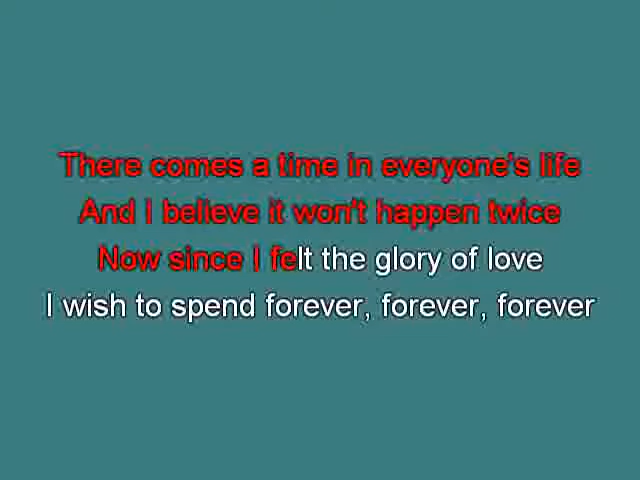 There comes a time in everyone's life
And I believe it won't happen twice
Now since I felt the glory of love
I wish to spend forever, forever, forever